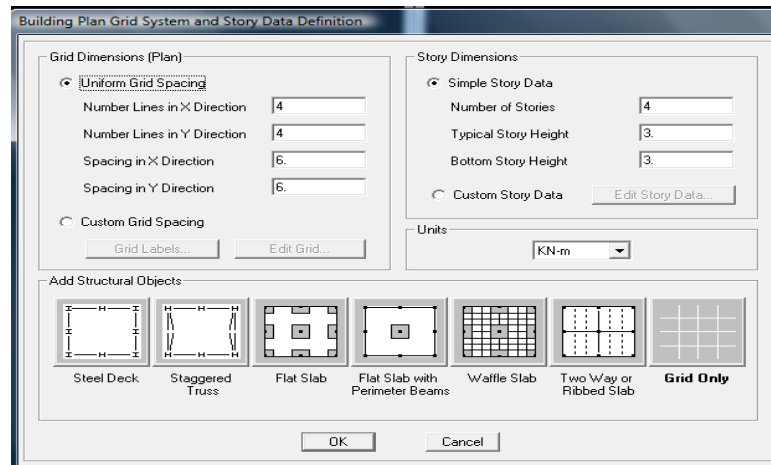 Building Plan Grid System and Story Data Definition
Grid Dimensions (Plan)
Uniform Grid Spacing
Number Lines in X Direction 4
Number Lines in Y Direction 4
Spacing in X Direction 6.
Spacing in Y Direction 6.
Custom Grid Spacing
Grid Labels... Edit Grid...
Story Dimensions
Simple Story Data
Number of Stories 4
Typical Story Height 3.
Bottom Story Height 3.
Custom Story Data Edit Story Data...
Units
KN-m
Add Structural Objects
Steel Deck
Staggered
Truss
Flat Slab
Flat Slab with
Perimeter Beams
Waffle Slab
Two Way or
Ribbed Slab
Grid Only
OK Cancel